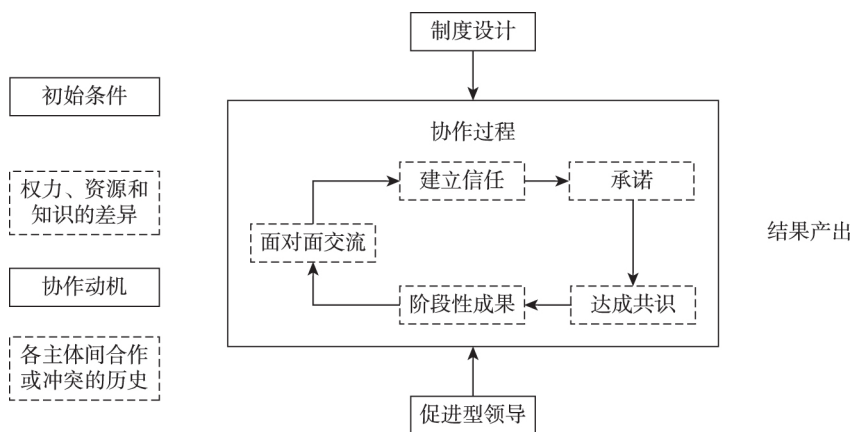 制度设计
初始条件
协作过程
权力、资源和
知识的差异
建立信任
承诺
面对面交流
结果产出
协作动机
阶段性成果
达成共识
各主体间合作
或冲突的历史
促进型领导